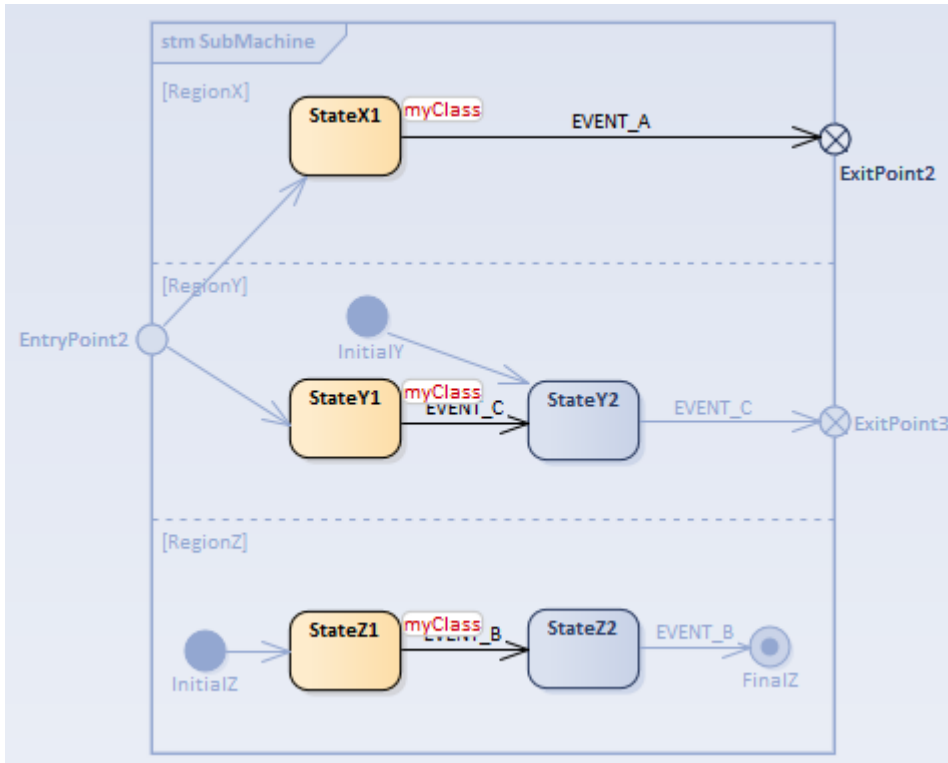 stm SubMachine
[RegionX]
StateX1
myClass
EVENT_A
ExitPoint2
[RegionY]
EntryPoint2
InitialY
StateY1
myClass
EVENT_C
StateY2
EVENT_C
ExitPoint3
[RegionZ]
StateZ1
myClass
EVENT_B
StateZ2
EVENT_B
InitialZ
FinalZ